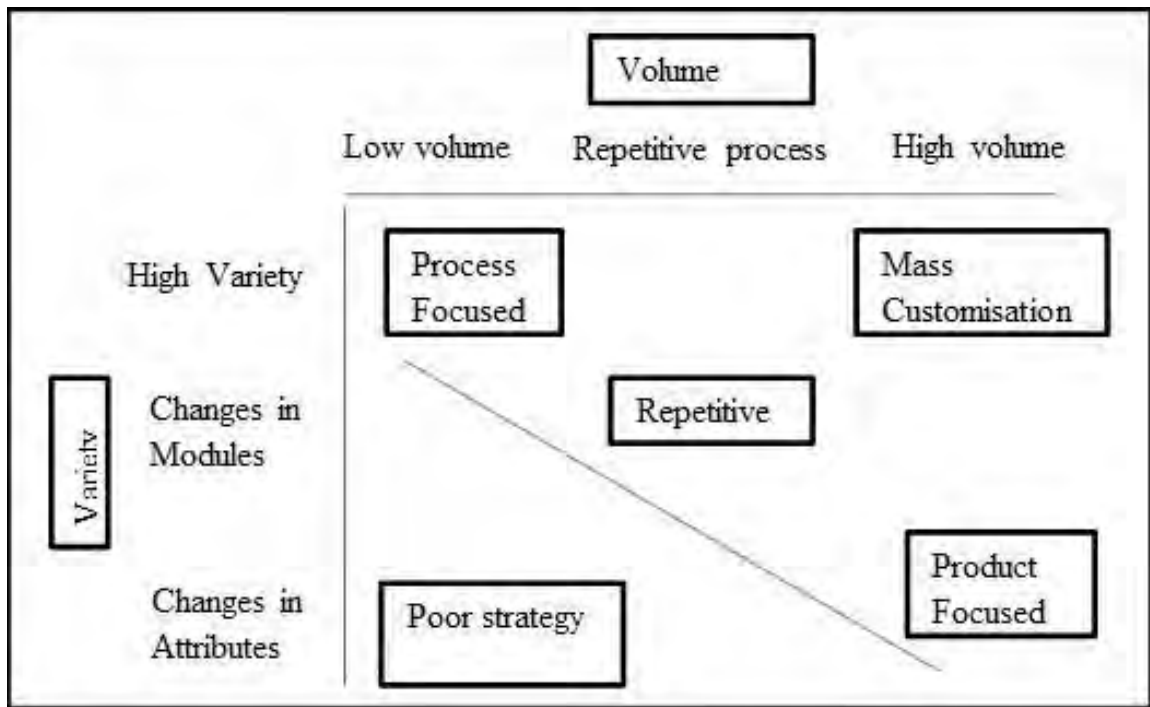 Volume
Low volume Repetitive process High volume
High Variety
Process
Focused
Mass
Customisation
Variety
Changes in
Modules
Repetitive
Changes in
Attributes
Poor strategy
Product
Focused